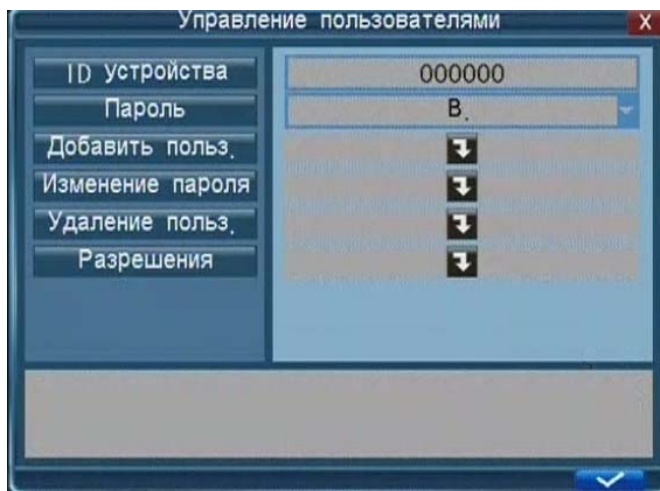 Управление пользователями X
ID устройства 000000
Пароль В.
Добавить польз.
Изменение пароля
Удаление польз.
Разрешения